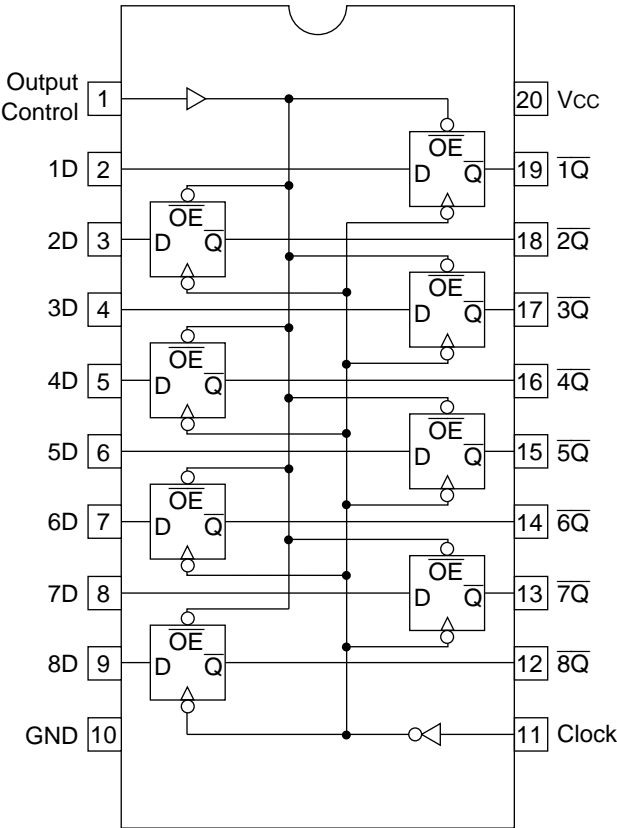 Output
Control 1
20 Vcc
OE
1D 2
D Q̅
19 1Q̅
OE
2D 3
D Q̅
18 2Q̅
OE
3D 4
D Q̅
17 3Q̅
OE
4D 5
D Q̅
16 4Q̅
OE
5D 6
D Q̅
15 5Q̅
OE
6D 7
D Q̅
14 6Q̅
OE
7D 8
D Q̅
13 7Q̅
OE
8D 9
D Q̅
12 8Q̅
GND 10
11 Clock